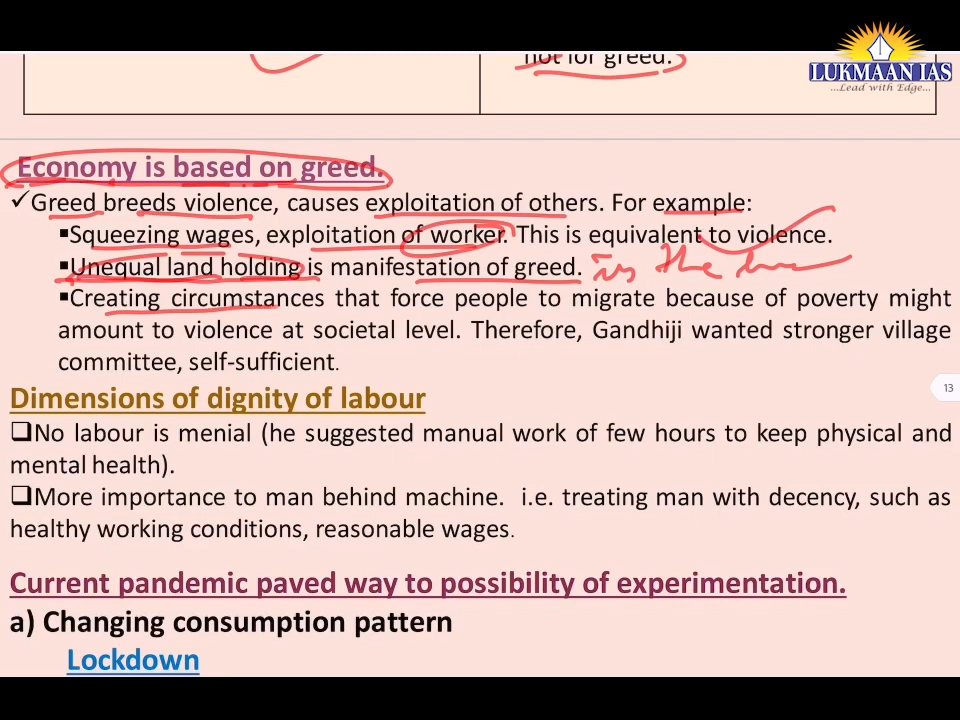 not for greed.
LUKMAAN IAS
...Lead with Edge...
Economy is based on greed.
✓Greed breeds violence, causes exploitation of others. For example:
▪Squeezing wages, exploitation of worker. This is equivalent to violence.
▪Unequal land holding is manifestation of greed. is the
▪Creating circumstances that force people to migrate because of poverty might
amount to violence at societal level. Therefore, Gandhiji wanted stronger village
committee, self-sufficient.
13
Dimensions of dignity of labour
❑No labour is menial (he suggested manual work of few hours to keep physical and
mental health).
❑More importance to man behind machine. i.e. treating man with decency, such as
healthy working conditions, reasonable wages.
Current pandemic paved way to possibility of experimentation.
a) Changing consumption pattern
Lockdown